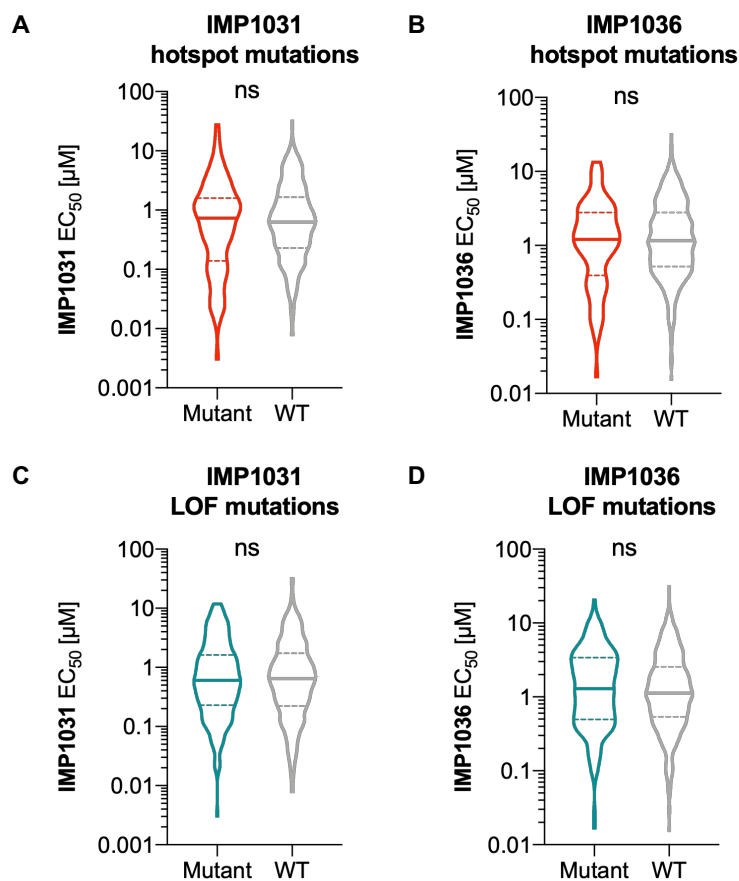 A
IMP1031
hotspot mutations
ns
IMP1031 EC50 [µM]
100
10
1
0.1
0.01
0.001
Mutant
WT
B
IMP1036
hotspot mutations
ns
IMP1036 EC50 [µM]
100
10
1
0.1
0.01
Mutant
WT
C
IMP1031
LOF mutations
ns
IMP1031 EC50 [µM]
100
10
1
0.1
0.01
0.001
Mutant
WT
D
IMP1036
LOF mutations
ns
IMP1036 EC50 [µM]
100
10
1
0.1
0.01
Mutant
WT